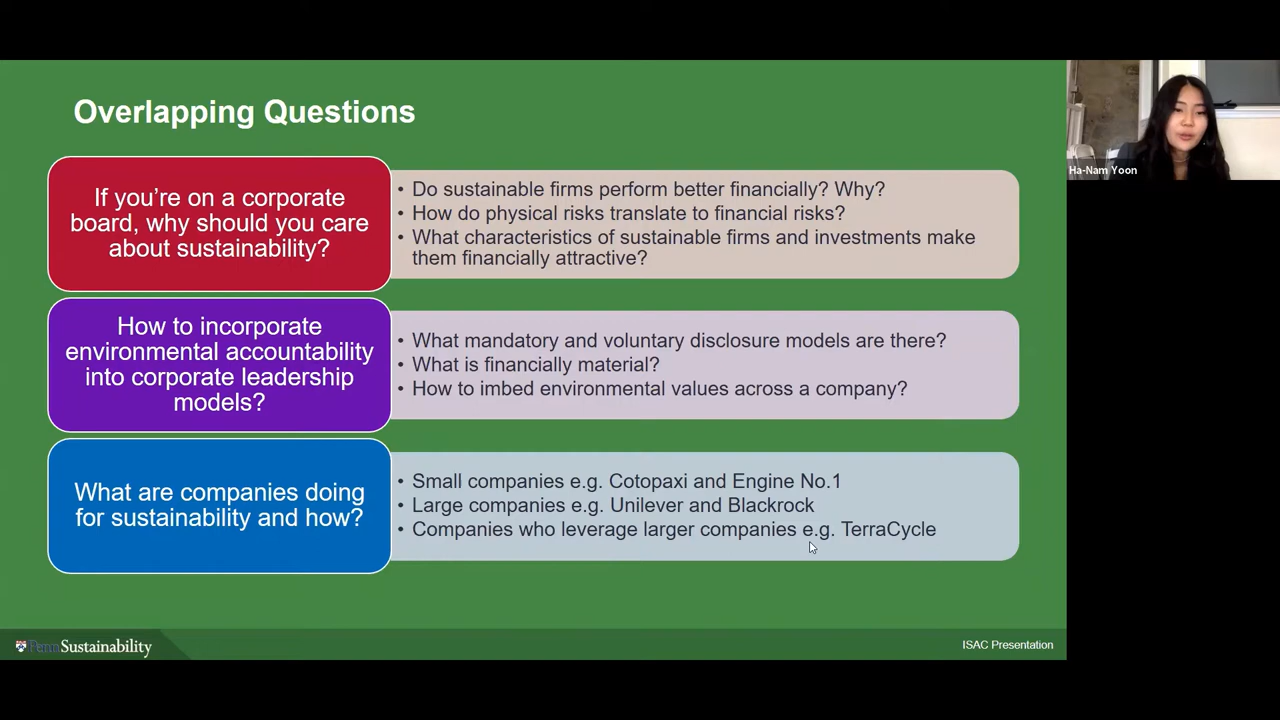 Overlapping Questions
If you're on a corporate
board, why should you care
about sustainability?
• Do sustainable firms perform better financially? Why?
• How do physical risks translate to financial risks?
• What characteristics of sustainable firms and investments make
them financially attractive?
How to incorporate
environmental accountability
into corporate leadership
models?
• What mandatory and voluntary disclosure models are there?
• What is financially material?
• How to imbed environmental values across a company?
What are companies doing
for sustainability and how?
• Small companies e.g. Cotopaxi and Engine No.1
• Large companies e.g. Unilever and Blackrock
• Companies who leverage larger companies e.g. TerraCycle
Penn Sustainability
ISAC Presentation
Ha-Nam Yoon